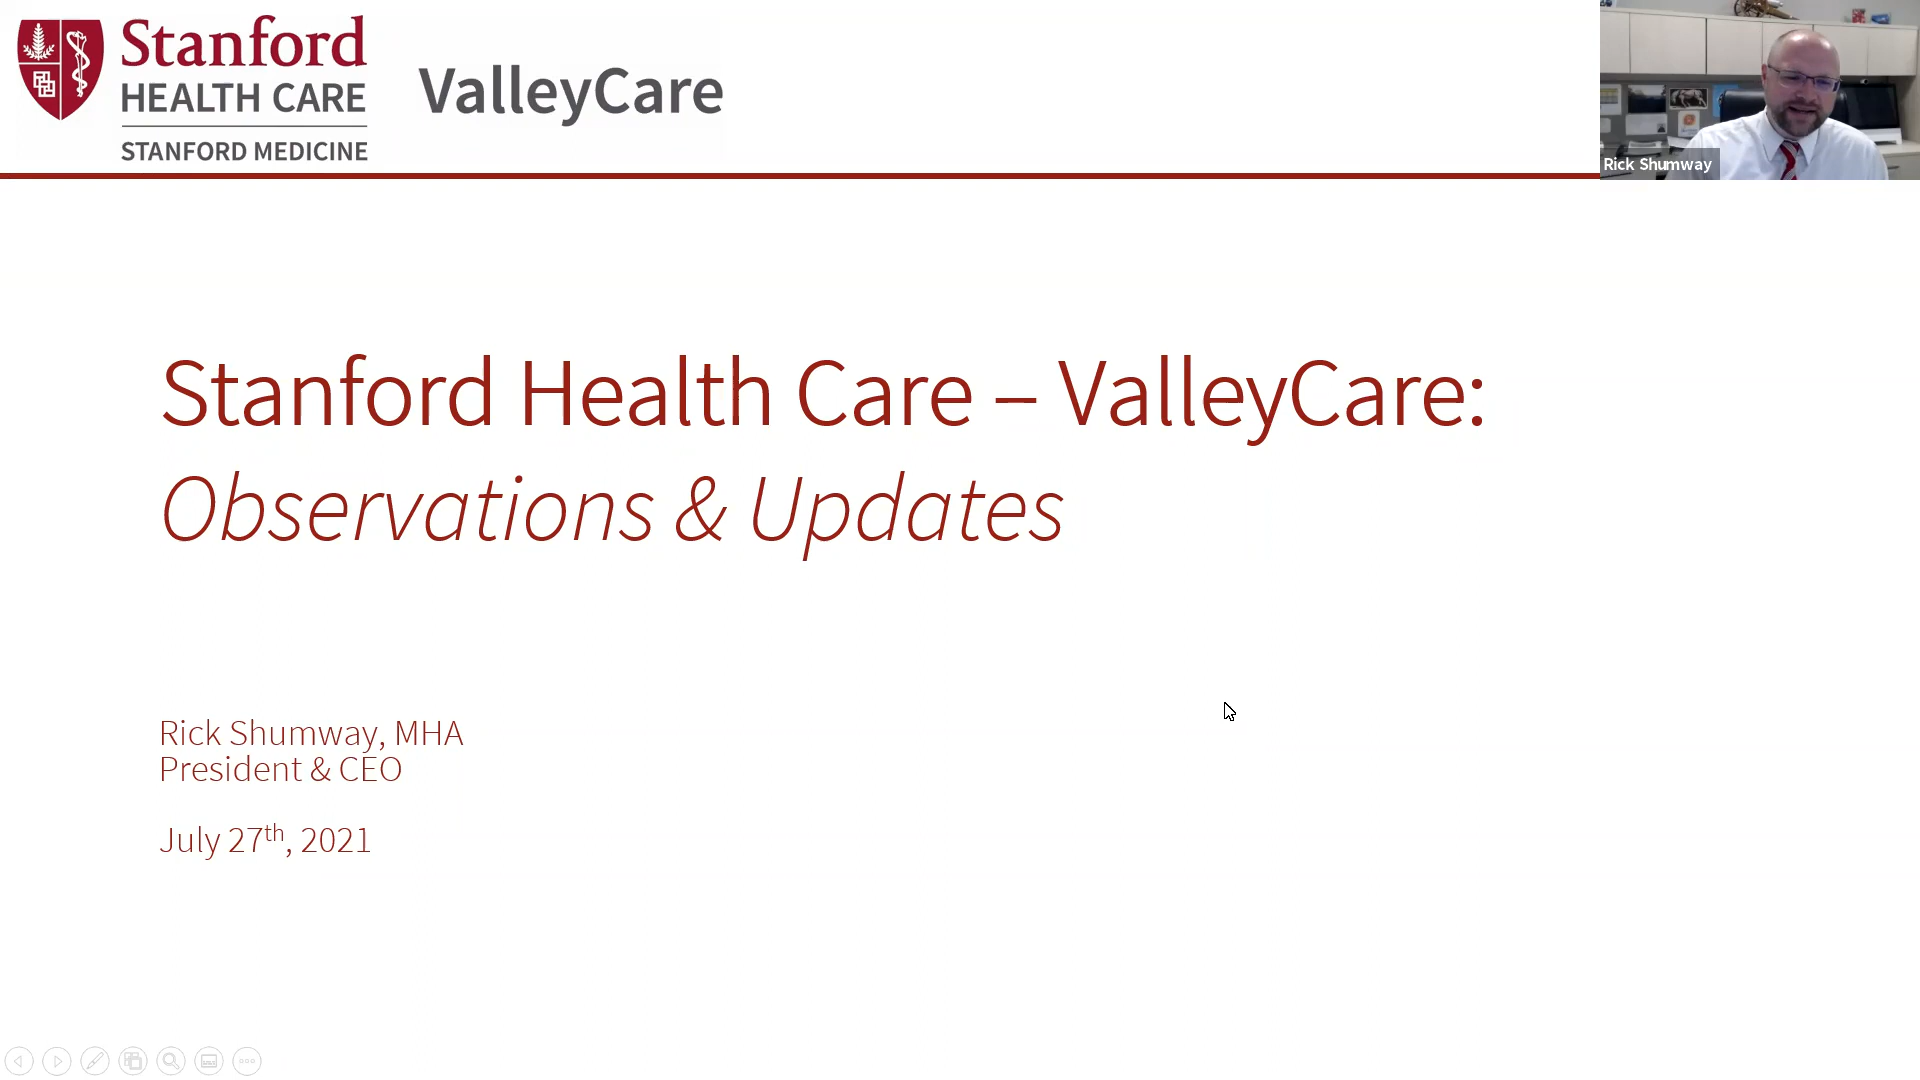 Stanford
HEALTH CARE
STANFORD MEDICINE
ValleyCare
Rick Shumway
Stanford Health Care – ValleyCare:
Observations & Updates
Rick Shumway, MHA
President & CEO
July 27th, 2021